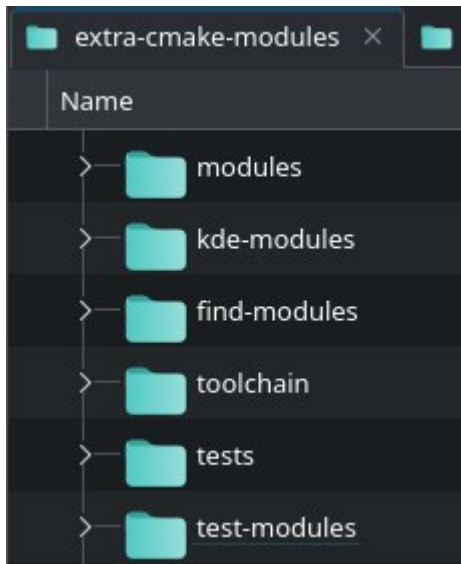 extra-cmake-modules
Name
modules
kde-modules
find-modules
toolchain
tests
test-modules